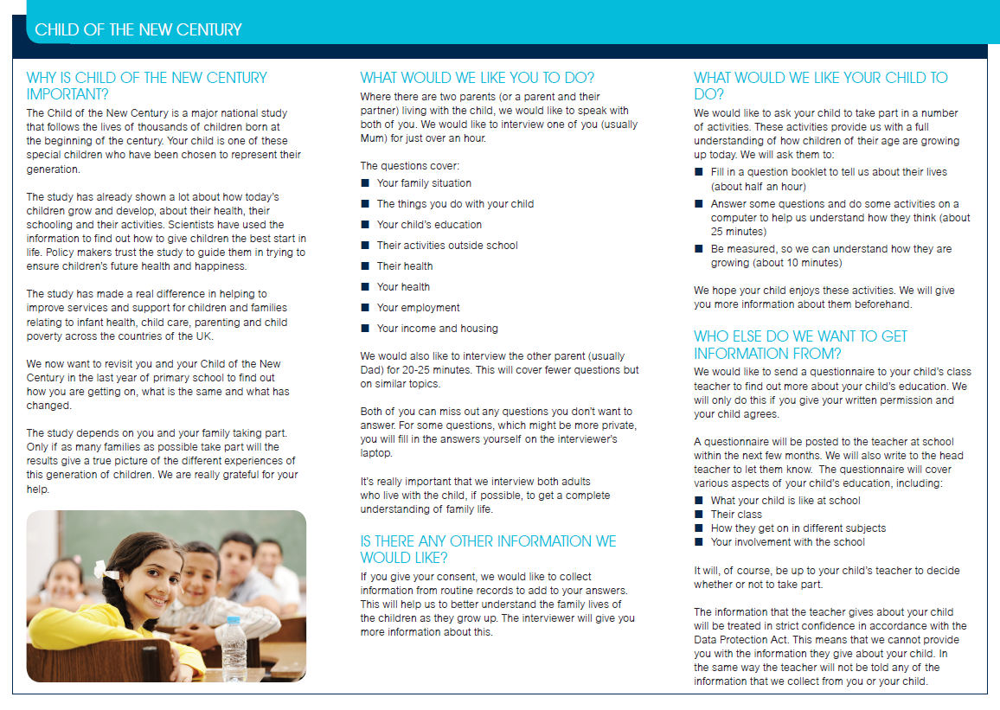 CHILD OF THE NEW CENTURY
WHY IS CHILD OF THE NEW CENTURY
IMPORTANT?
The Child of the New Century is a major national study
that follows the lives of thousands of children born at
the beginning of the century. Your child is one of these
special children who have been chosen to represent their
generation.
The study has already shown a lot about how today's
children grow and develop, about their health, their
schooling and their activities. Scientists have used the
information to find out how to give children the best start in
life. Policy makers trust the study to guide them in trying to
ensure children's future health and happiness.
The study has made a real difference in helping to
improve services and support for children and families
relating to infant health, child care, parenting and child
poverty across the countries of the UK.
We now want to revisit you and your Child of the New
Century in the last year of primary school to find out
how you are getting on, what is the same and what has
changed.
The study depends on you and your family taking part.
Only if as many families as possible take part will the
results give a true picture of the different experiences of
this generation of children. We are really grateful for your
help.
WHAT WOULD WE LIKE YOU TO DO?
Where there are two parents (or a parent and their
partner) living with the child, we would like to speak with
both of you. We would like to interview one of you (usually
Mum) for just over an hour.
The questions cover:
■ Your family situation
■ The things you do with your child
■ Your child's education
■ Their activities outside school
■ Their health
■ Your health
■ Your employment
■ Your income and housing
We would also like to interview the other parent (usually
Dad) for 20-25 minutes. This will cover fewer questions but
on similar topics.
Both of you can miss out any questions you don't want to
answer. For some questions, which might be more private,
you will fill in the answers yourself on the interviewer's
laptop.
It's really important that we interview both adults
who live with the child, if possible, to get a complete
understanding of family life.
IS THERE ANY OTHER INFORMATION WE
WOULD LIKE?
If you give your consent, we would like to collect
information from routine records to add to your answers.
This will help us to better understand the family lives of
the children as they grow up. The interviewer will give you
more information about this.
WHAT WOULD WE LIKE YOUR CHILD TO
DO?
We would like to ask your child to take part in a number
of activities. These activities provide us with a full
understanding of how children of their age are growing
up today. We will ask them to:
■ Fill in a question booklet to tell us about their lives
(about half an hour)
■ Answer some questions and do some activities on a
computer to help us understand how they think (about
25 minutes)
■ Be measured, so we can understand how they are
growing (about 10 minutes)
We hope your child enjoys these activities. We will give
you more information about them beforehand.
WHO ELSE DO WE WANT TO GET
INFORMATION FROM?
We would like to send a questionnaire to your child's class
teacher to find out more about your child's education. We
will only do this if you give your written permission and
your child agrees.
A questionnaire will be posted to the teacher at school
within the next few months. We will also write to the head
teacher to let them know. The questionnaire will cover
various aspects of your child's education, including:
■ What your child is like at school
■ Their class
■ How they get on in different subjects
■ Your involvement with the school
It will, of course, be up to your child's teacher to decide
whether or not to take part.
The information that the teacher gives about your child
will be treated in strict confidence in accordance with the
Data Protection Act. This means that we cannot provide
you with the information they give about your child. In
the same way the teacher will not be told any of the
information that we collect from you or your child.